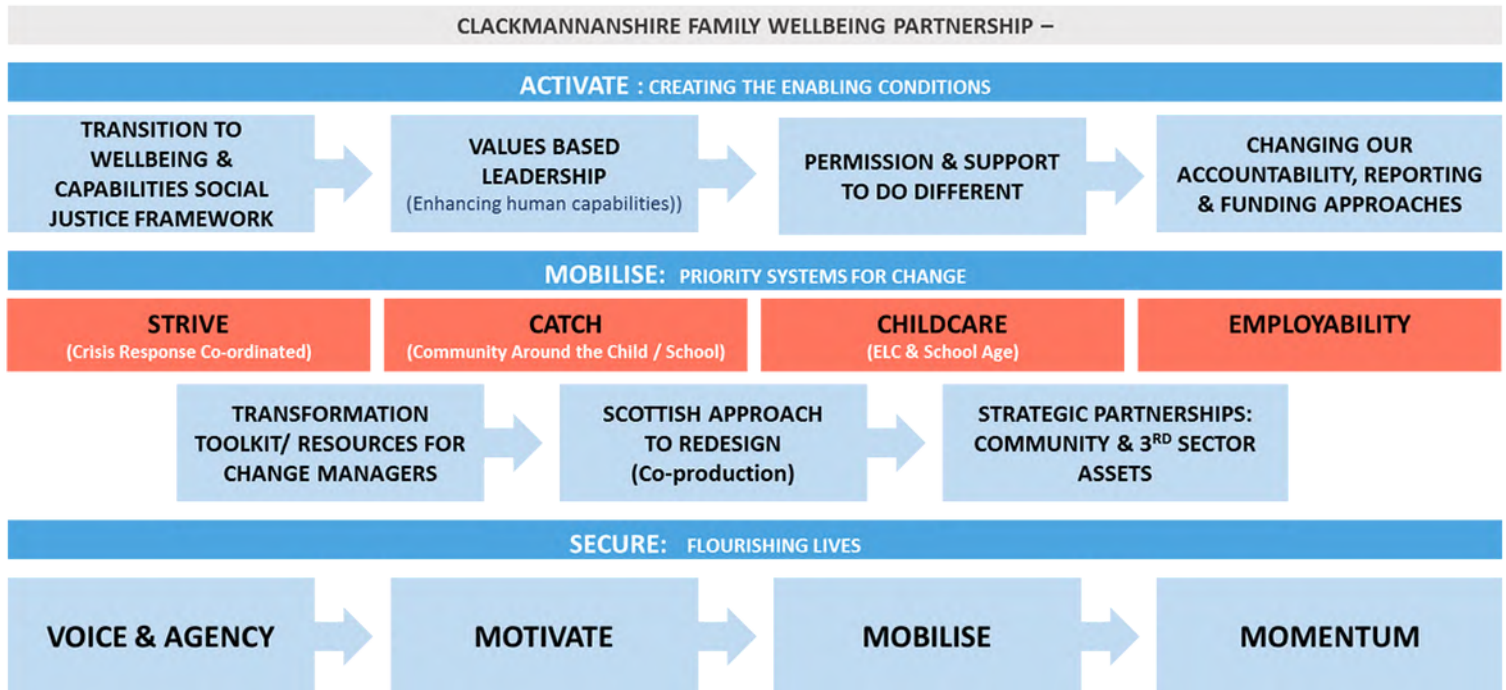 CLACKMANNANSHIRE FAMILY WELLBEING PARTNERSHIP –
ACTIVATE : CREATING THE ENABLING CONDITIONS
TRANSITION TO
WELLBEING &
CAPABILITIES SOCIAL
JUSTICE FRAMEWORK
VALUES BASED
LEADERSHIP
(Enhancing human capabilities))
PERMISSION & SUPPORT
TO DO DIFFERENT
CHANGING OUR
ACCOUNTABILITY, REPORTING
& FUNDING APPROACHES
MOBILISE: PRIORITY SYSTEMS FOR CHANGE
STRIVE
(Crisis Response Co-ordinated)
CATCH
(Community Around the Child / School)
CHILDCARE
(ELC & School Age)
EMPLOYABILITY
TRANSFORMATION
TOOLKIT/ RESOURCES FOR
CHANGE MANAGERS
SCOTTISH APPROACH
TO REDESIGN
(Co-production)
STRATEGIC PARTNERSHIPS:
COMMUNITY & 3RD SECTOR
ASSETS
SECURE: FLOURISHING LIVES
VOICE & AGENCY
MOTIVATE
MOBILISE
MOMENTUM